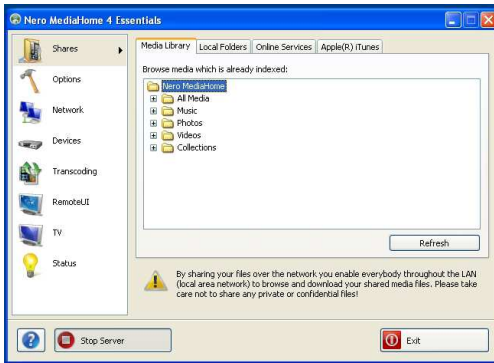 Nero MediaHome 4 Essentials
Shares
Options
Network
Devices
Transcoding
RemoteUI
TV
Status
Media Library Local Folders Online Services Apple(R) iTunes
Browse media which is already indexed:
Nero MediaHome
All Media
Music
Photos
Videos
Collections
Refresh
By sharing your files over the network you enable everybody throughout the LAN
(local area network) to browse and download your shared media files. Please take
care not to share any private or confidential files!
Stop Server
Exit